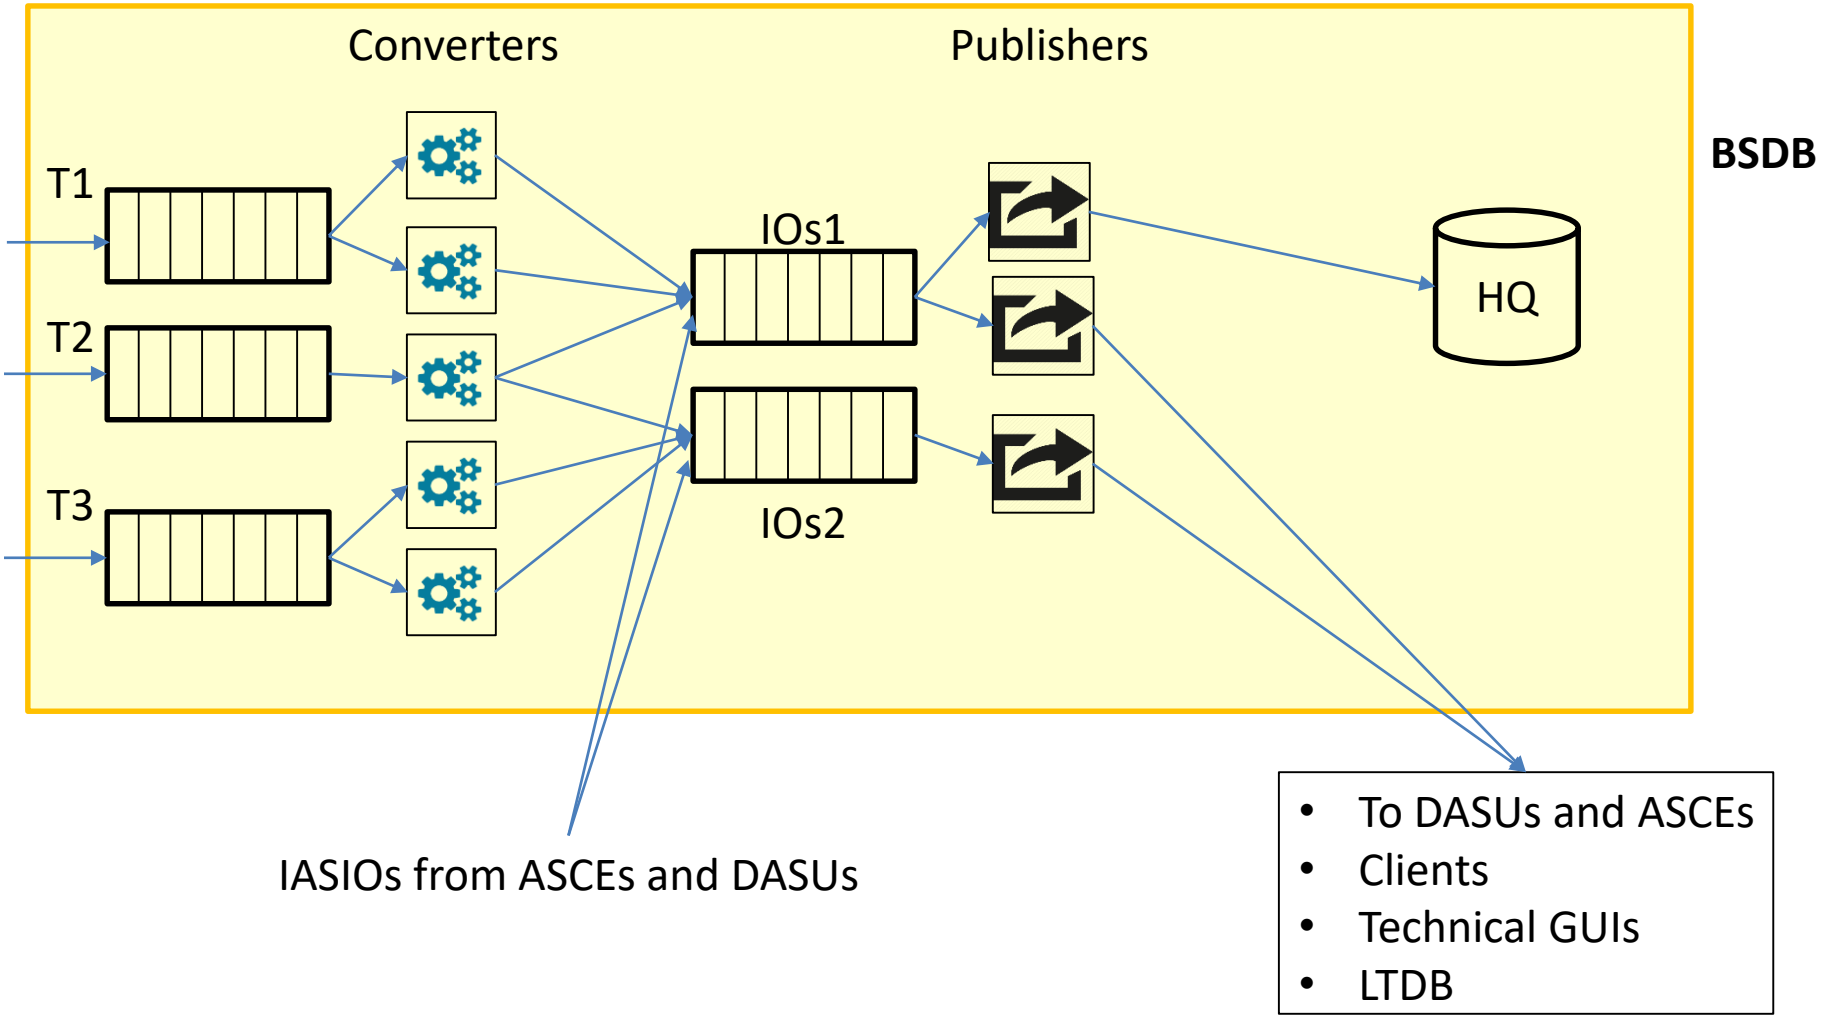 Converters
Publishers
BSDB
T1
IOs1
HQ
T2
T3
IOs2
IASIOs from ASCEs and DASUs
• To DASUs and ASCEs
• Clients
• Technical GUIs
• LTDB